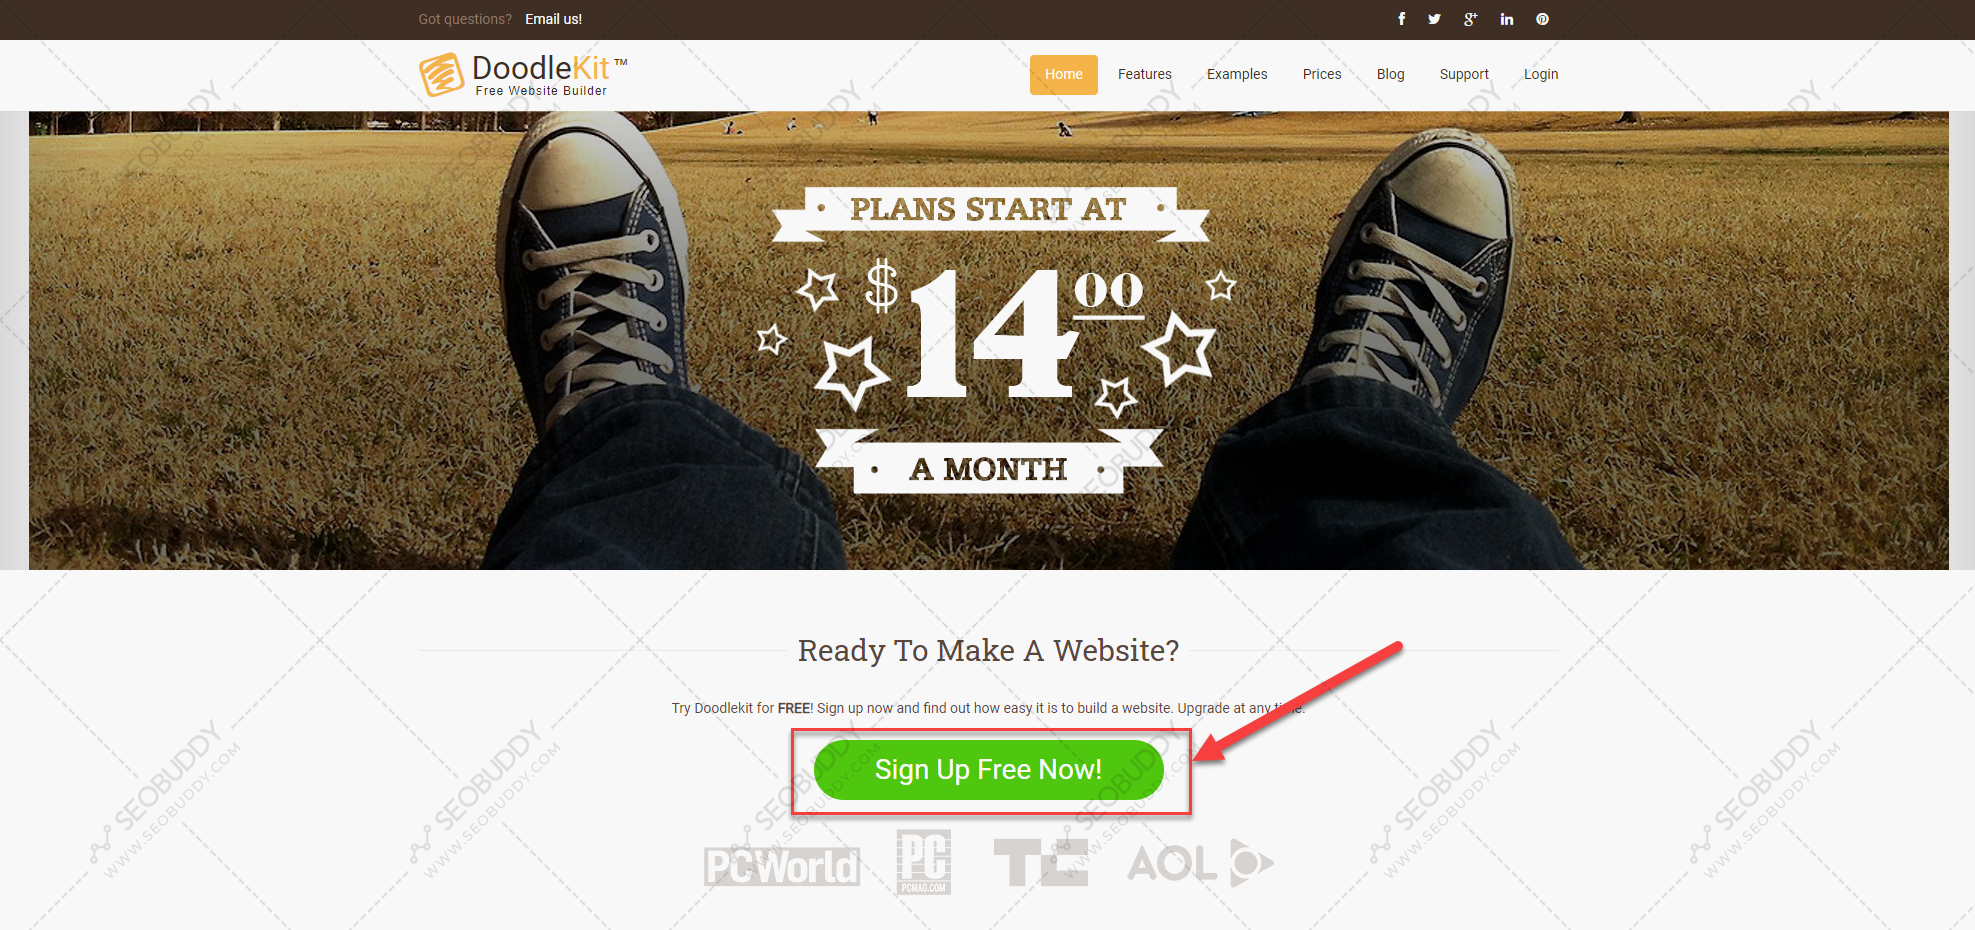 Got questions? Email us!
DoodleKit ™
Free Website Builder
Home Features Examples Prices Blog Support Login
PLANS START AT
$14 00
A MONTH
Ready To Make A Website?
Try Doodlekit for FREE! Sign up now and find out how easy it is to build a website. Upgrade at any time.
Sign Up Free Now!
PCWorld
PC
PCMAG.COM
TC
AOL
SEOBUDDY
WWW.SEOBUDDY.COM